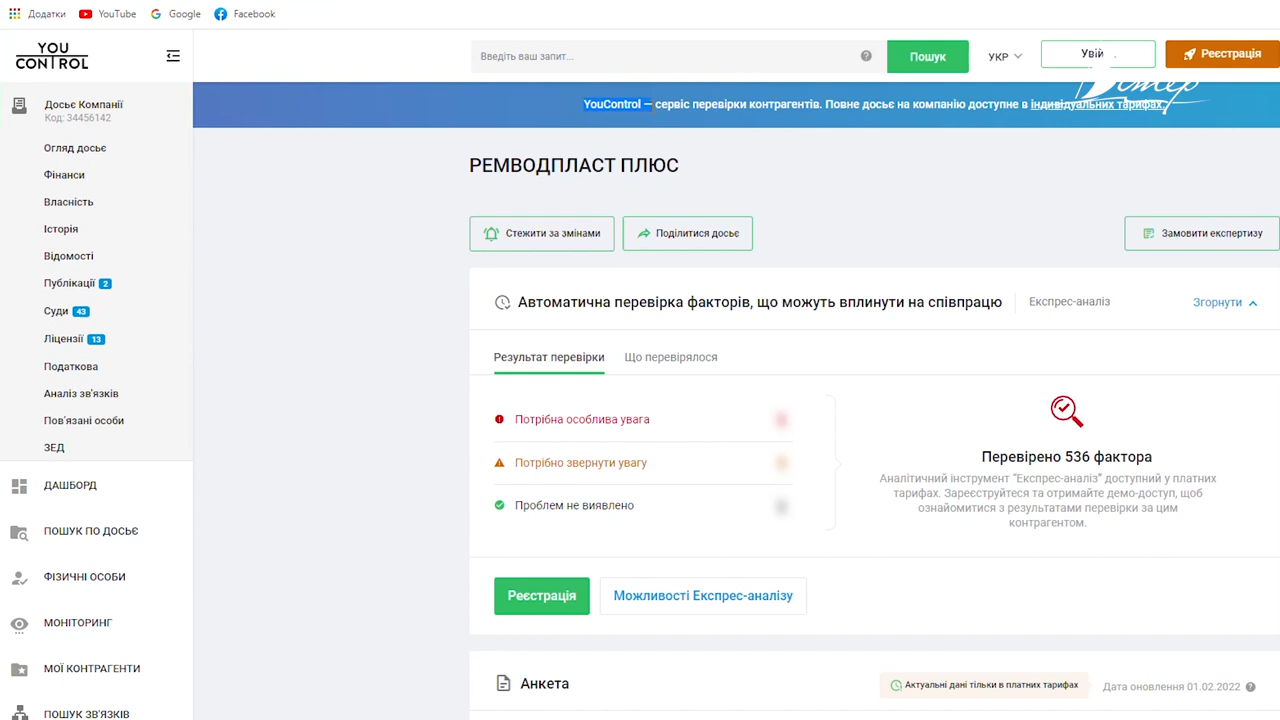 Додатки
YouTube
Google
Facebook
YOU
CONTROL
Введіть ваш запит...
Пошук
УКР
Увій
Реєстрація
Досьє Компанії
Код: 34456142
Огляд досьє
Фінанси
Власність
Історія
Відомості
Публікації 2
Суди 43
Ліцензії 13
Податкова
Аналіз зв'язків
Пов'язані особи
ЗЕД
ДАШБОРД
ПОШУК ПО ДОСЬЄ
ФІЗИЧНІ ОСОБИ
МОНІТОРИНГ
МОЇ КОНТРАГЕНТИ
ПОШУК ЗВ'ЯЗКІВ
YouControl — сервіс перевірки контрагентів. Повне досьє на компанію доступне в індивідуальних тарифах.
РЕМВОДПЛАСТ ПЛЮС
Стежити за змінами
Поділитися досьє
Замовити експертизу
Автоматична перевірка факторів, що можуть вплинути на співпрацю
Експрес-аналіз
Згорнути
Результат перевірки
Що перевірялося
Потрібна особлива увага
Потрібно звернути увагу
Проблем не виявлено
Перевірено 536 фактора
Аналітичний інструмент "Експрес-аналіз" доступний у платних
тарифах. Зареєструйтеся та отримайте демо-доступ, щоб
ознайомитися з результатами перевірки за цим
контрагентом.
Реєстрація
Можливості Експрес-аналізу
Анкета
Актуальні дані тільки в платних тарифах
Дата оновлення 01.02.2022